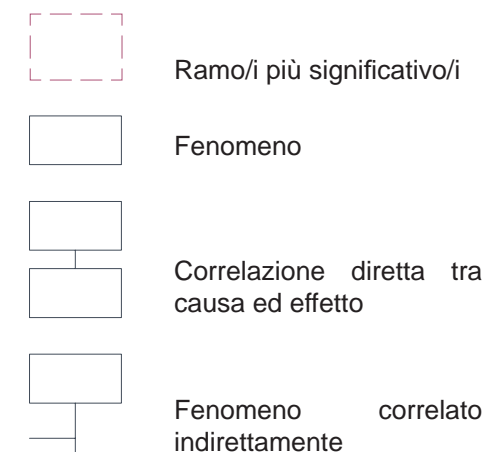 Ramo/i più significativo/i
Fenomeno
Correlazione diretta tra
causa ed effetto
Fenomeno correlato
indirettamente